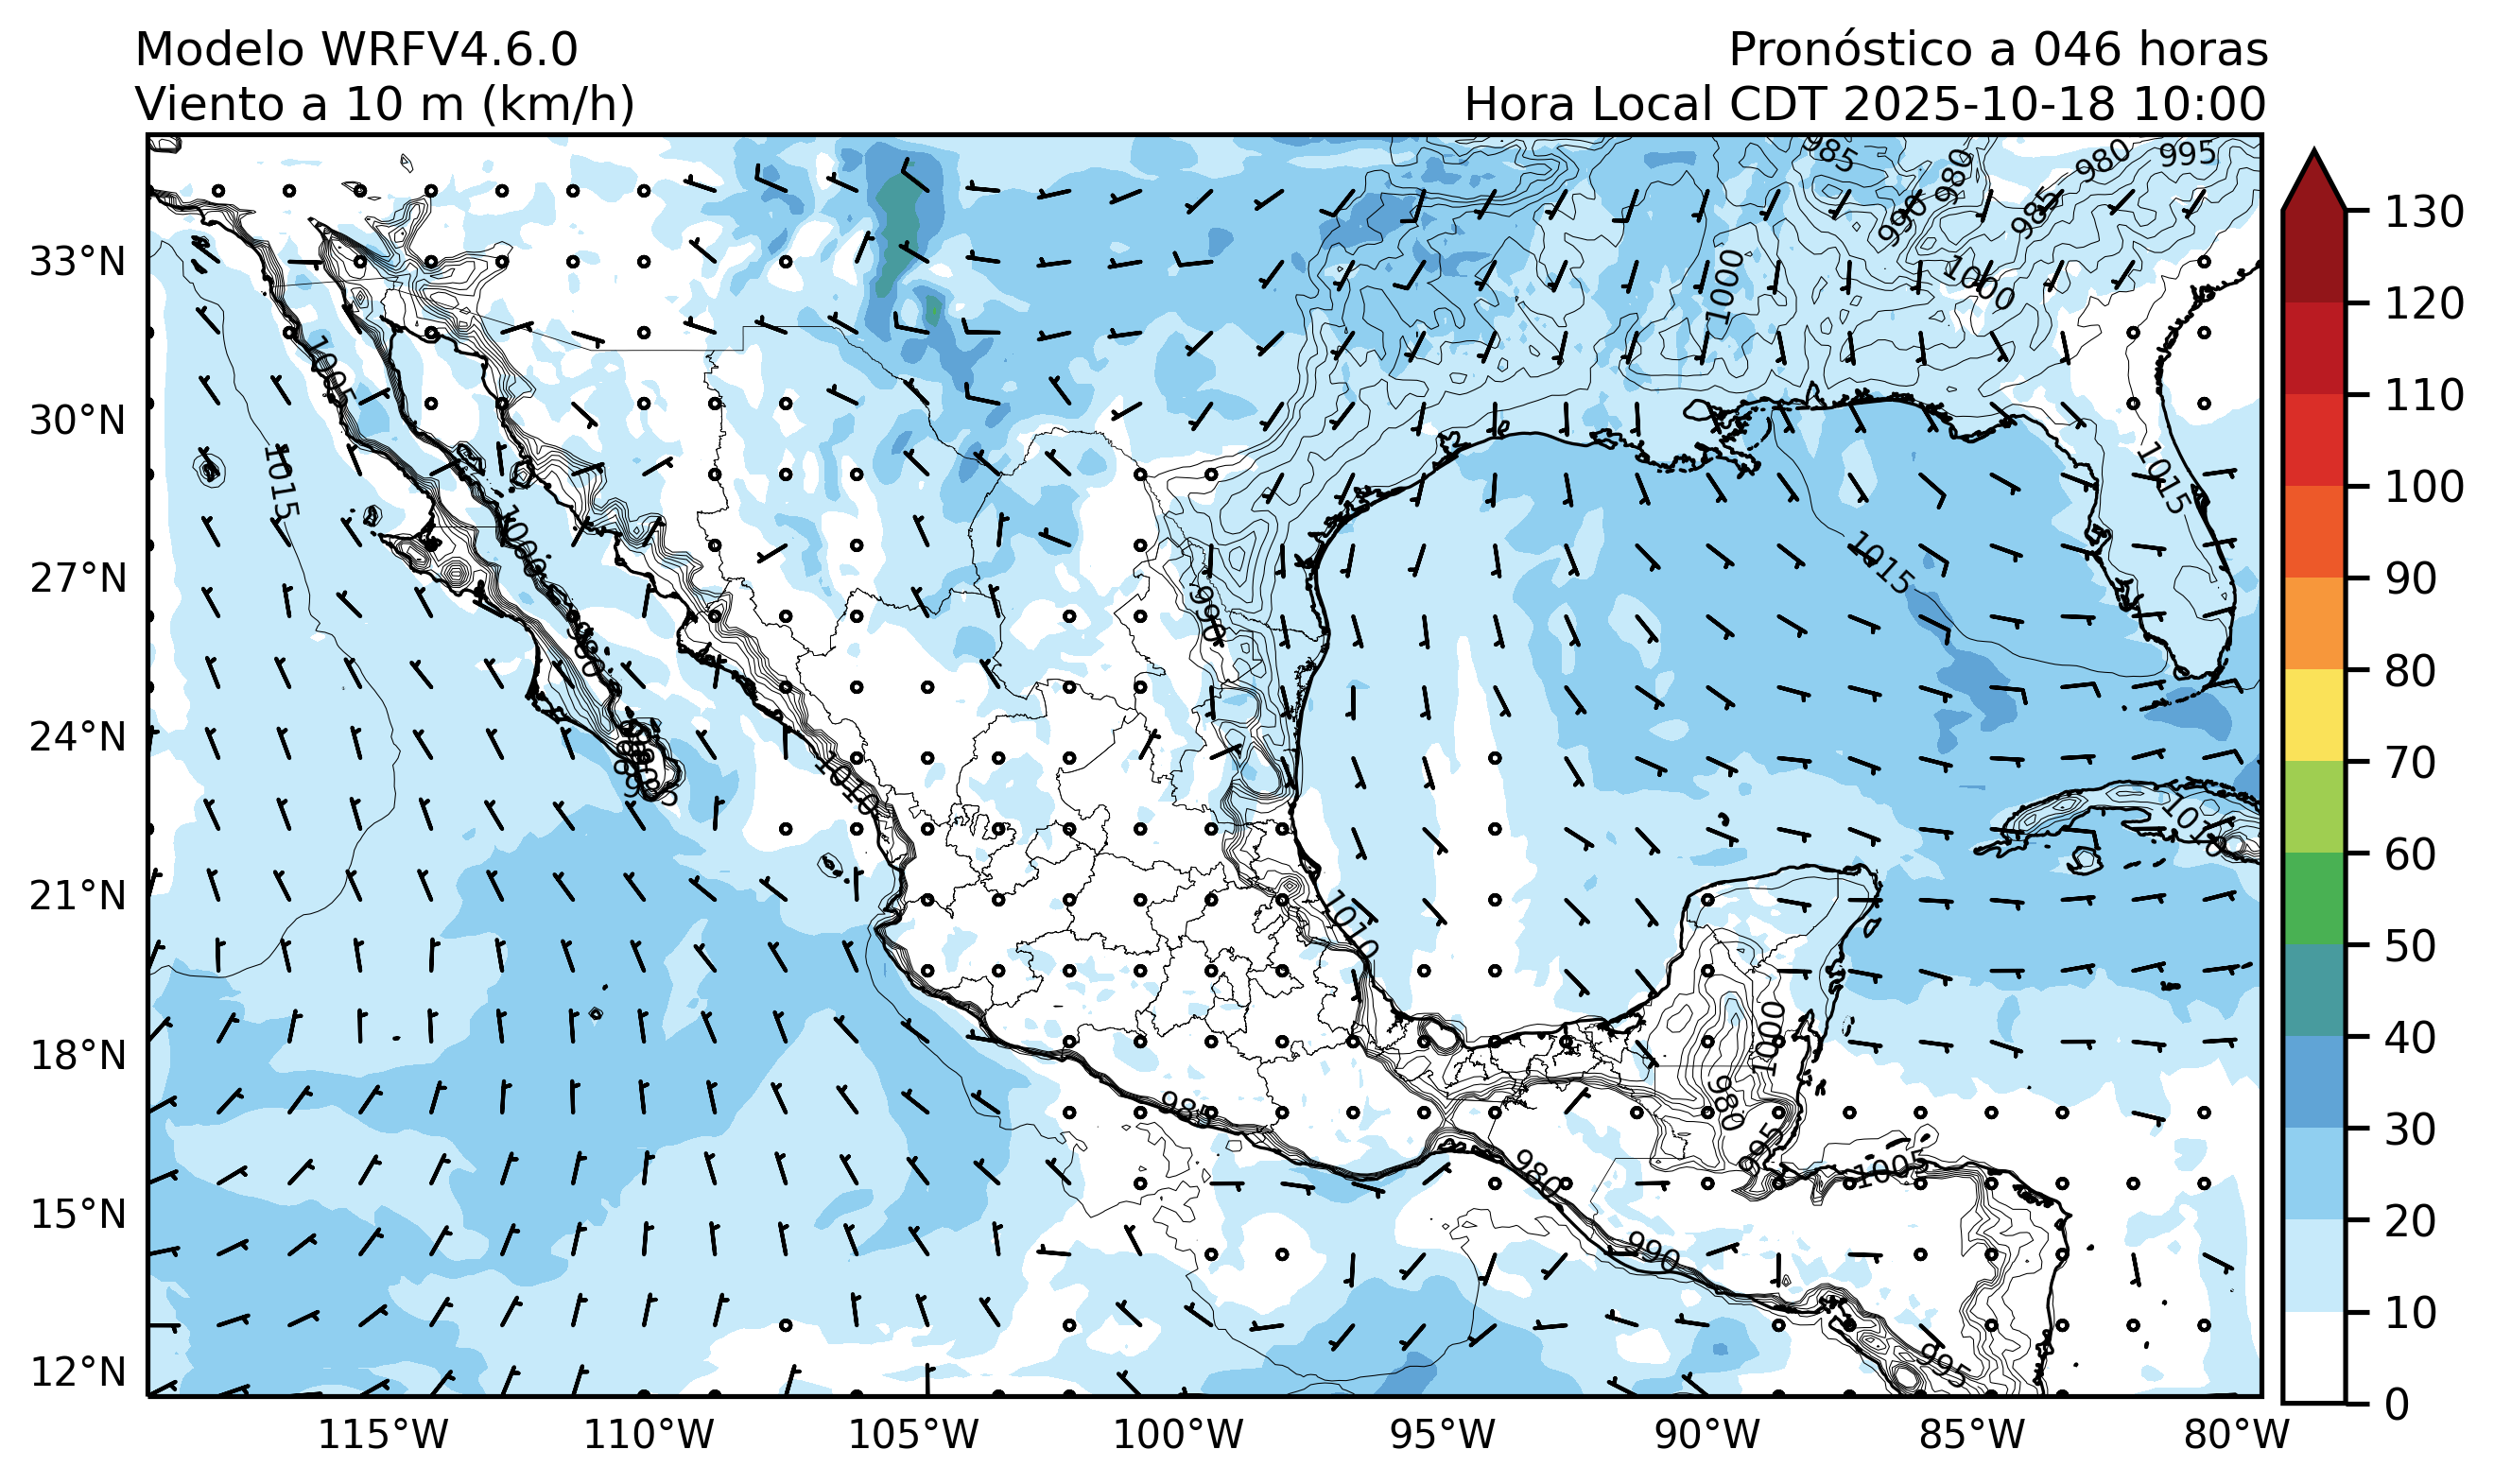 Modelo WRFV4.6.0
Pronóstico a 046 horas
Viento a 10 m (km/h)
Hora Local CDT 2025-10-18 10:00
985
980
980
995
990
985
1000
1000
1005
1015
1015
1015
1000
990
990
1010
1010
1010
1000
985
980
995
1005
980
990
995
33°N
30°N
27°N
24°N
21°N
18°N
15°N
12°N
115°W
110°W
105°W
100°W
95°W
90°W
85°W
80°W
130
120
110
100
90
80
70
60
50
40
30
20
10
0